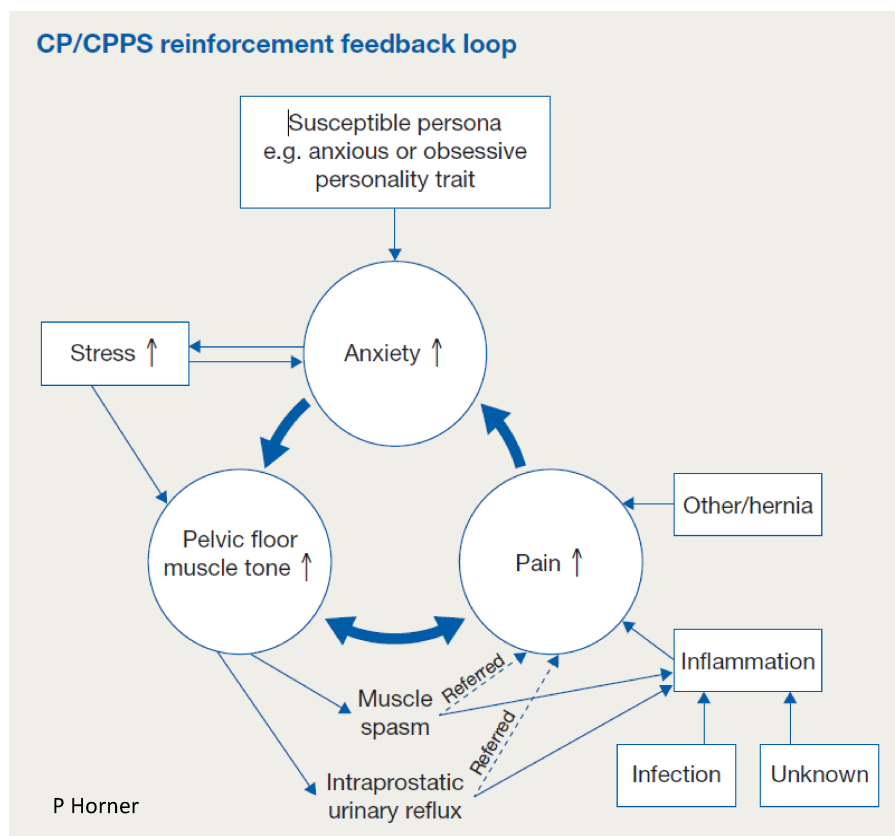 CP/CPPS reinforcement feedback loop
Susceptible persona
e.g. anxious or obsessive
personality trait
Stress ↑
Anxiety ↑
Pelvic floor
muscle tone ↑
Pain ↑
Other/hernia
Inflammation
Muscle
spasm
Referred
Referred
Intraprostatic
urinary reflux
Infection
Unknown
P Horner